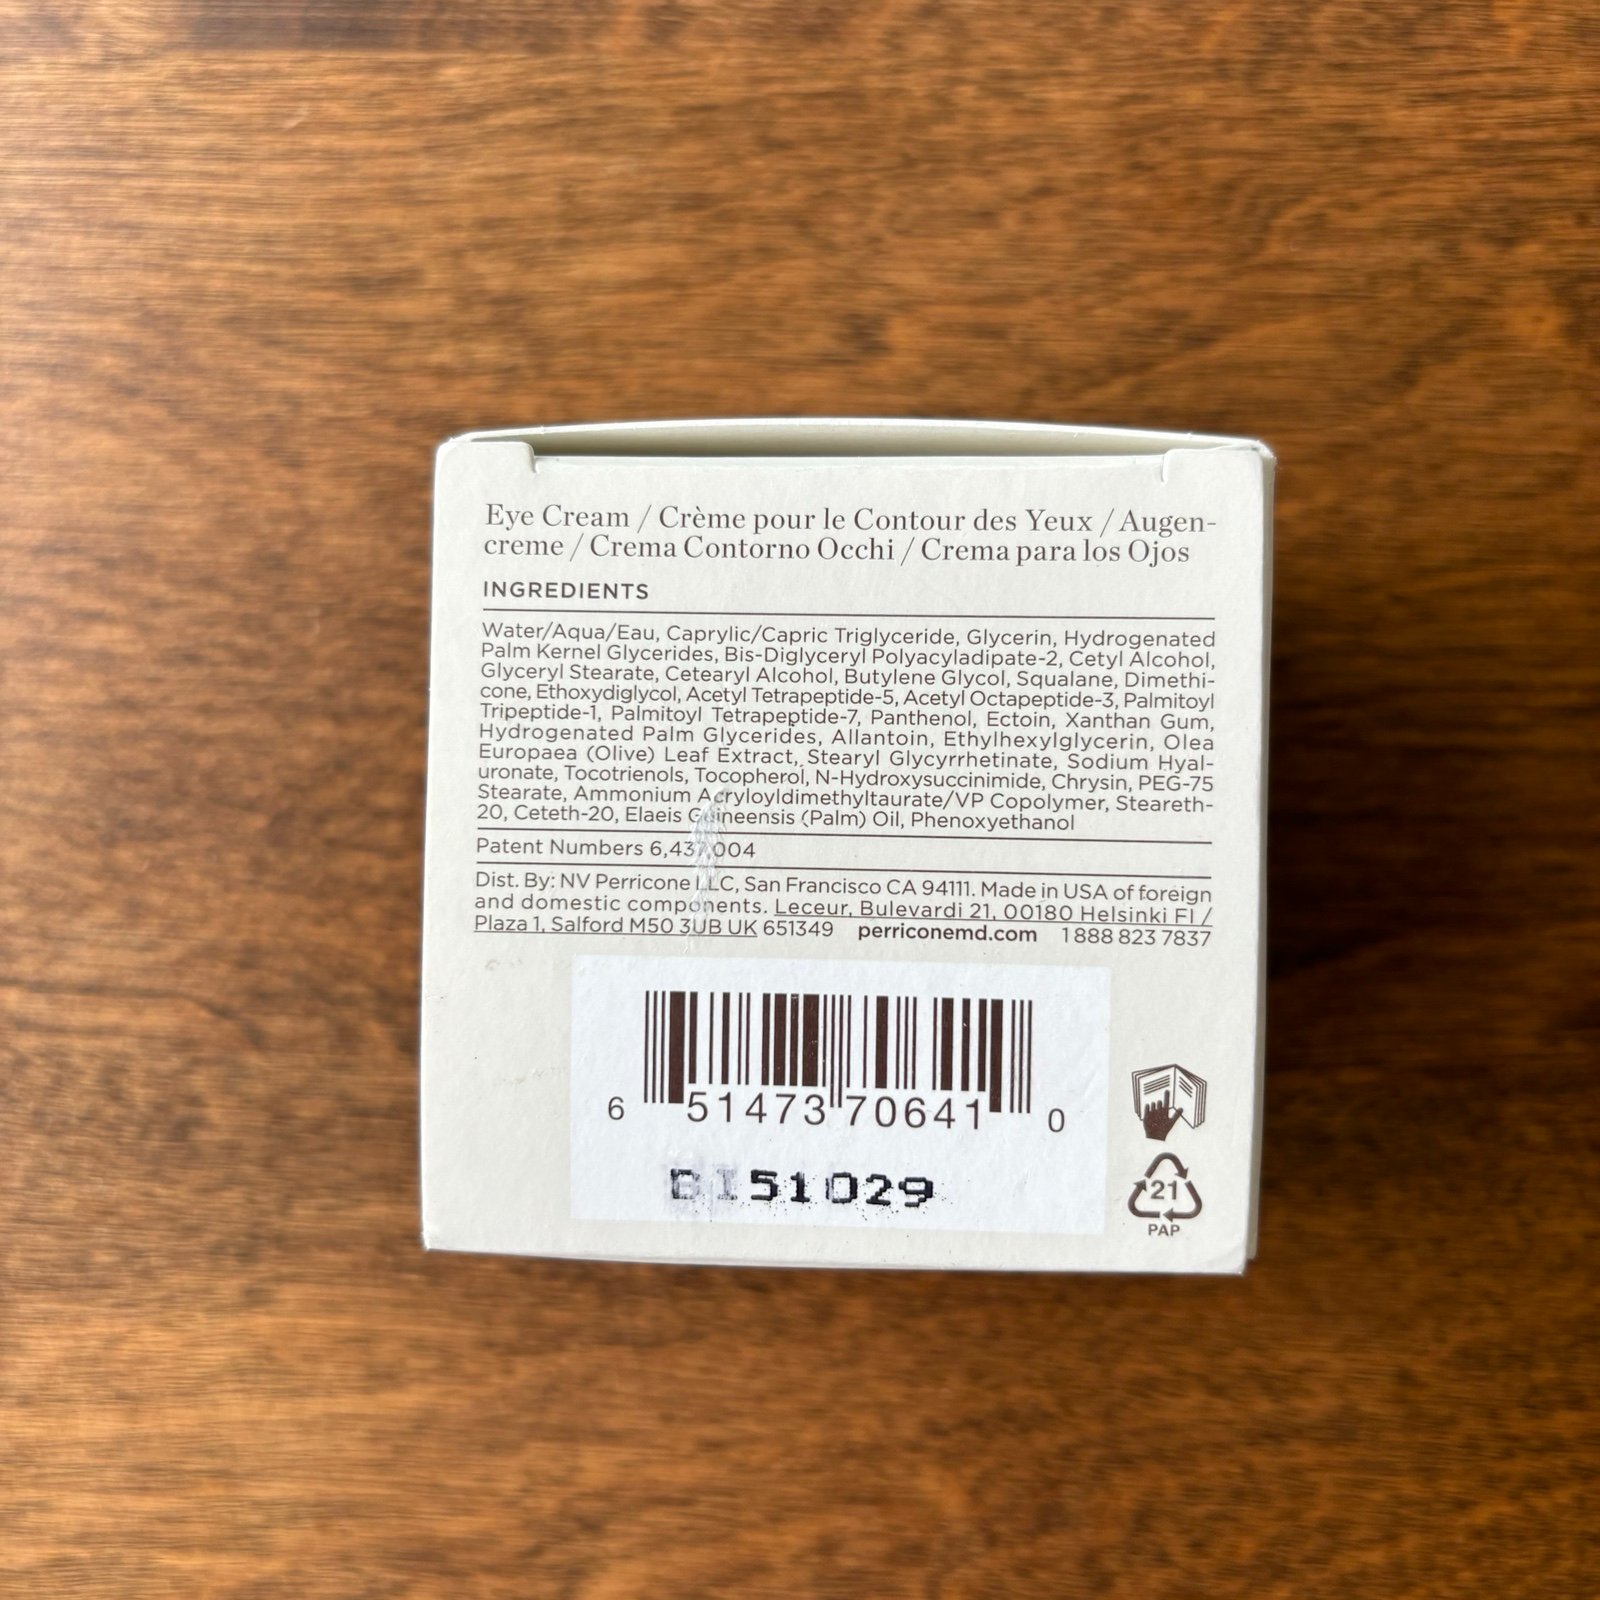 Eye Cream / Crème pour le Contour des Yeux / Augen-
creme / Crema Contorno Occhi / Crema para los Ojos
INGREDIENTS
Water/Aqua/Eau, Caprylic/Capric Triglyceride, Glycerin, Hydrogenated
Palm Kernel Glycerides, Bis-Diglyceryl Polyacyladipate-2, Cetyl Alcohol,
Glyceryl Stearate, Cetearyl Alcohol, Butylene Glycol, Squalane, Dimethi-
cone, Ethoxydiglycol, Acetyl Tetrapeptide-5, Acetyl Octapeptide-3, Palmitoyl
Tripeptide-1, Palmitoyl Tetrapeptide-7, Panthenol, Ectoin, Xanthan Gum,
Hydrogenated Palm Glycerides, Allantoin, Ethylhexylglycerin, Olea
Europaea (Olive) Leaf Extract, Stearyl Glycyrrhetinate, Sodium Hyal-
uronate, Tocotrienols, Tocopherol, N-Hydroxysuccinimide, Chrysin, PEG-75
Stearate, Ammonium Acryloyldimethyltaurate/VP Copolymer, Steareth-
20, Ceteth-20, Elaeis Guineensis (Palm) Oil, Phenoxyethanol
Patent Numbers 6,437,004
Dist. By: NV Perricone LLC, San Francisco CA 94111. Made in USA of foreign
and domestic components. Leceur, Bulevardi 21, 00180 Helsinki FI /
Plaza 1, Salford M50 3UB UK 651349 perriconemd.com 1 888 823 7837
6 51473 70641 0
BI51029
21
PAP